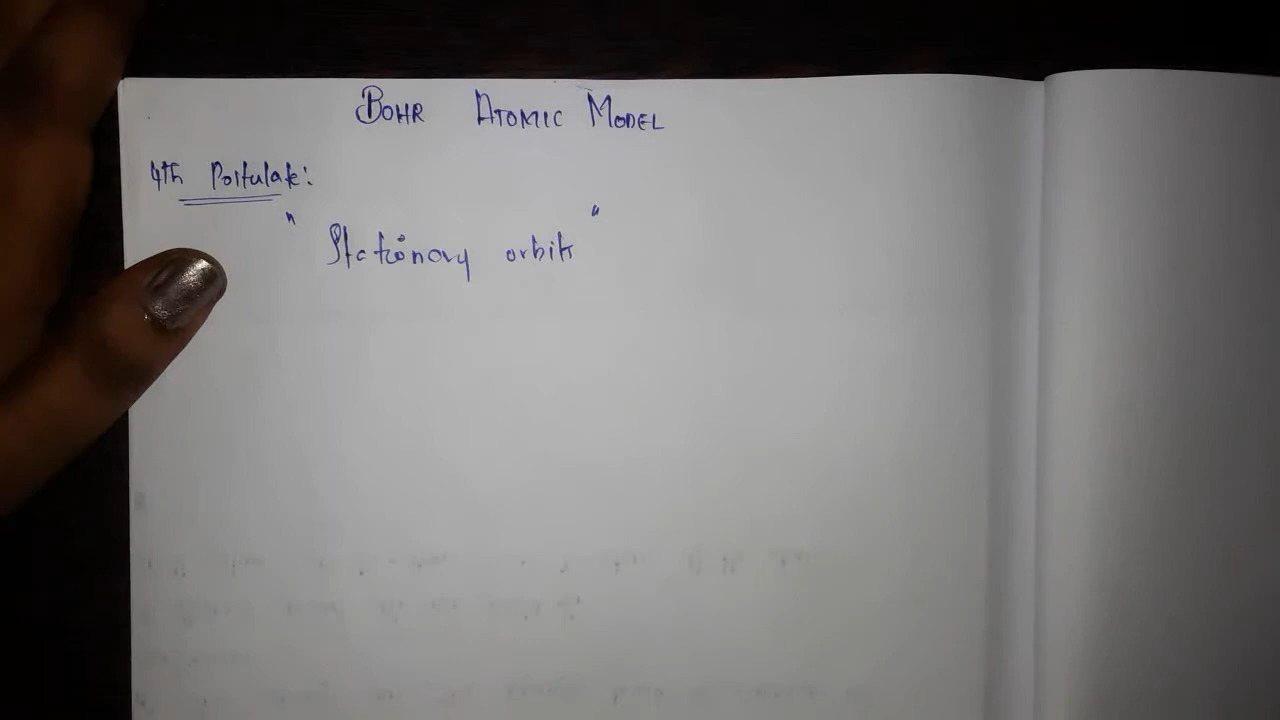 BOHR ATOMIC MODEL
4th Postulate:
" Stationary orbits "